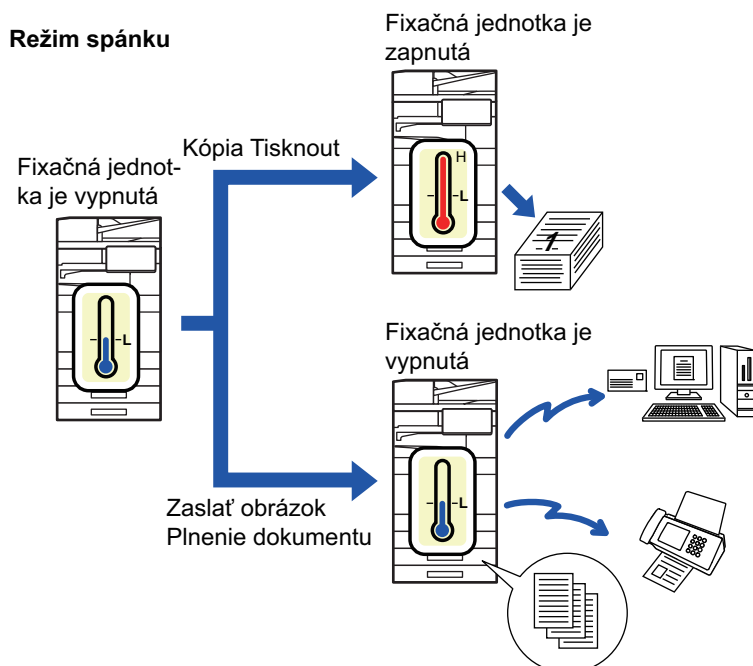 Režim spánku
Fixačná jednotka je
zapnutá
Kópia Tisknout
Fixačná jednot-
ka je vypnutá
H
L
1
L
Fixačná jednotka je
vypnutá
L
Zaslať obrázok
Plnenie dokumentu